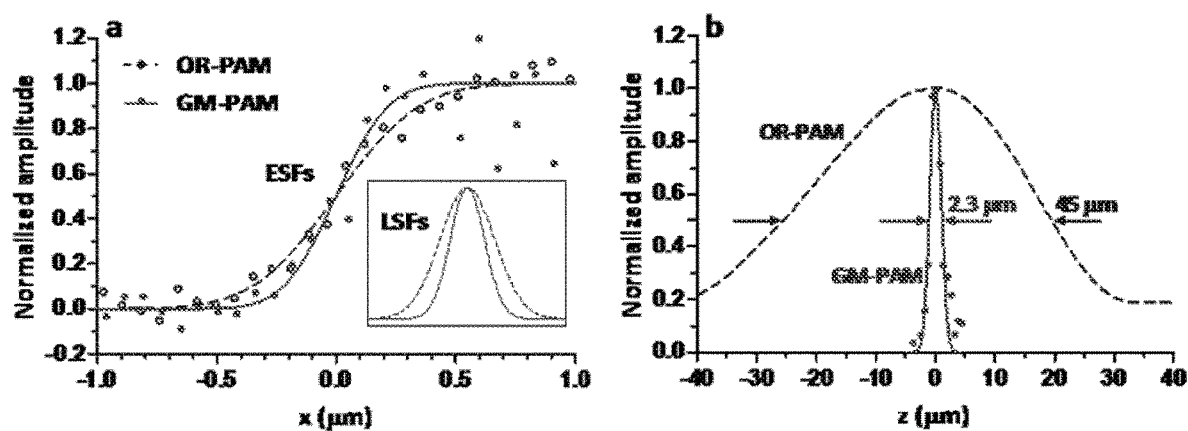 a
1.2
1.0
0.8
0.6
0.4
0.2
0.0
-0.2
Normalized amplitude
OR-PAM
GM-PAM
ESFs
LSFs
-1.0 -0.5 0.0 0.5 1.0
x (μm)
b
1.2
1.0
0.8
0.6
0.4
0.2
0.0
Normalized amplitude
OR-PAM
2.3 μm
45 μm
GM-PAM
-40 -30 -20 -10 0 10 20 30 40
z (μm)